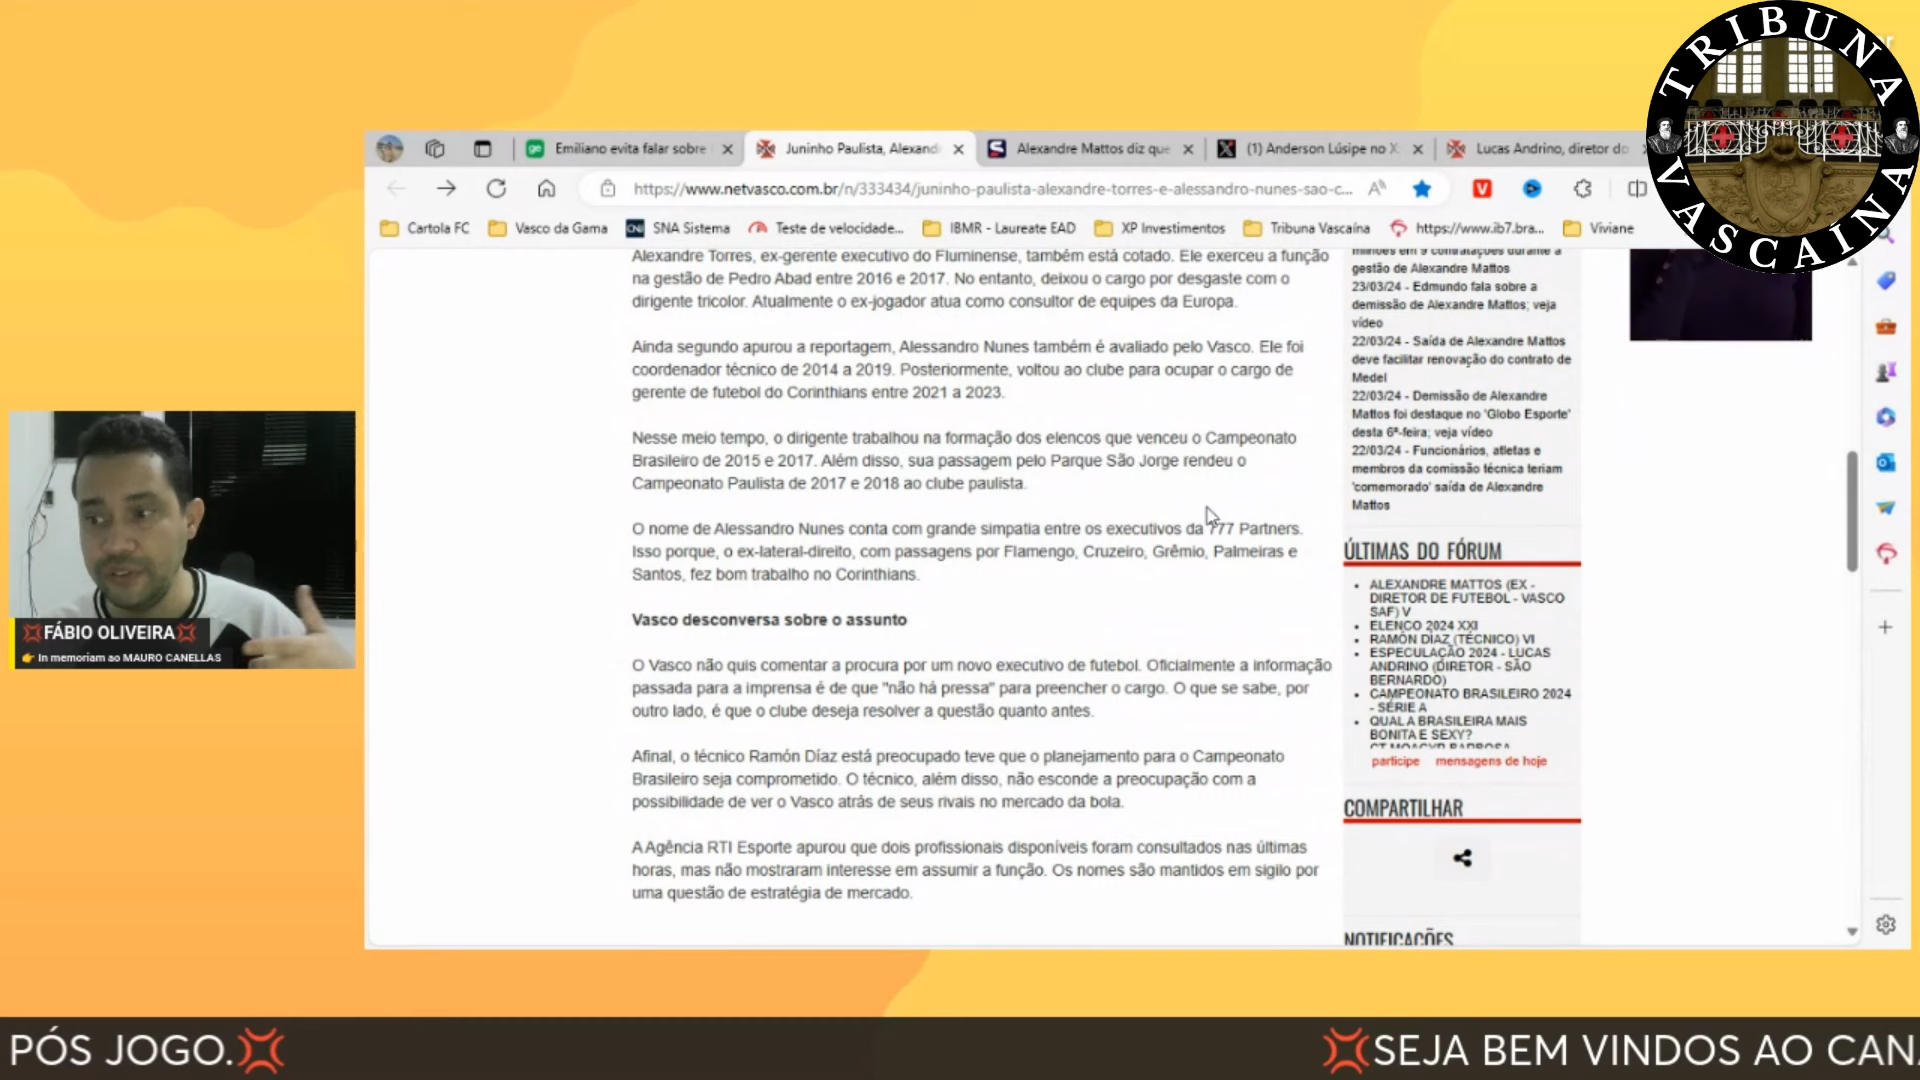 TRIBUNA
VASCAÍNA
Emiliano evita falar sobre
Juninho Paulista, Alexand
Alexandre Mattos diz que
(1) Anderson Lúsipe no X
Lucas Andrino, diretor do
https://www.netvasco.com.br/n/333434/juninho-paulista-alexandre-torres-e-alessandro-nunes-sao-c...
Cartola FC
Vasco da Gama
SNA Sistema
Teste de velocidade...
IBMR - Laureate EAD
XP Investimentos
Tribuna Vascaína
https://www.ib7.bra...
Viviane
Alexandre Torres, ex-gerente executivo do Fluminense, também está cotado. Ele exerceu a função
na gestão de Pedro Abad entre 2016 e 2017. No entanto, deixou o cargo por desgaste com o
dirigente tricolor. Atualmente o ex-jogador atua como consultor de equipes da Europa.
Ainda segundo apurou a reportagem, Alessandro Nunes também é avaliado pelo Vasco. Ele foi
coordenador técnico de 2014 a 2019. Posteriormente, voltou ao clube para ocupar o cargo de
gerente de futebol do Corinthians entre 2021 a 2023.
Nesse meio tempo, o dirigente trabalhou na formação dos elencos que venceu o Campeonato
Brasileiro de 2015 e 2017. Além disso, sua passagem pelo Parque São Jorge rendeu o
Campeonato Paulista de 2017 e 2018 ao clube paulista.
O nome de Alessandro Nunes conta com grande simpatia entre os executivos da 777 Partners.
Isso porque, o ex-lateral-direito, com passagens por Flamengo, Cruzeiro, Grêmio, Palmeiras e
Santos, fez bom trabalho no Corinthians.
Vasco desconversa sobre o assunto
O Vasco não quis comentar a procura por um novo executivo de futebol. Oficialmente a informação
passada para a imprensa é de que "não há pressa" para preencher o cargo. O que se sabe, por
outro lado, é que o clube deseja resolver a questão quanto antes.
Afinal, o técnico Ramón Díaz está preocupado teve que o planejamento para o Campeonato
Brasileiro seja comprometido. O técnico, além disso, não esconde a preocupação com a
possibilidade de ver o Vasco atrás de seus rivais no mercado da bola.
A Agência RTI Esporte apurou que dois profissionais disponíveis foram consultados nas últimas
horas, mas não mostraram interesse em assumir a função. Os nomes são mantidos em sigilo por
uma questão de estratégia de mercado.
milhões em 9 contratações durante a
gestão de Alexandre Mattos
23/03/24 - Edmundo fala sobre a
demissão de Alexandre Mattos; veja
vídeo
22/03/24 - Saída de Alexandre Mattos
deve facilitar renovação do contrato de
Medel
22/03/24 - Demissão de Alexandre
Mattos foi destaque no 'Globo Esporte'
desta 6ª-feira; veja vídeo
22/03/24 - Funcionários, atletas e
membros da comissão técnica teriam
'comemorado' saída de Alexandre
Mattos
ÚLTIMAS DO FÓRUM
ALEXANDRE MATTOS (EX -
DIRETOR DE FUTEBOL - VASCO
SAF) V
ELENCO 2024 XXI
RAMÓN DÍAZ (TÉCNICO) VI
ESPECULAÇÃO 2024 - LUCAS
ANDRINO (DIRETOR - SÃO
BERNARDO)
CAMPEONATO BRASILEIRO 2024
- SÉRIE A
QUAL A BRASILEIRA MAIS
BONITA E SEXY?
CT MOACYR BARBOSA
participe mensagens de hoje
COMPARTILHAR
NOTIFICAÇÕES
FÁBIO OLIVEIRA
In memoriam ao MAURO CANELLAS
PÓS JOGO.
SEJA BEM VINDOS AO CAN